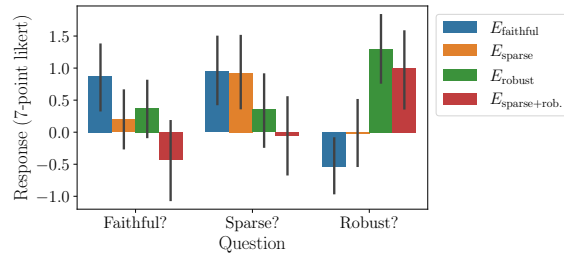 Response (7-point likert)
1.5
1.0
0.5
0.0
−0.5
−1.0
Faithful? Sparse? Robust?
Question
E_faithful
E_sparse
E_robust
E_sparse+rob.